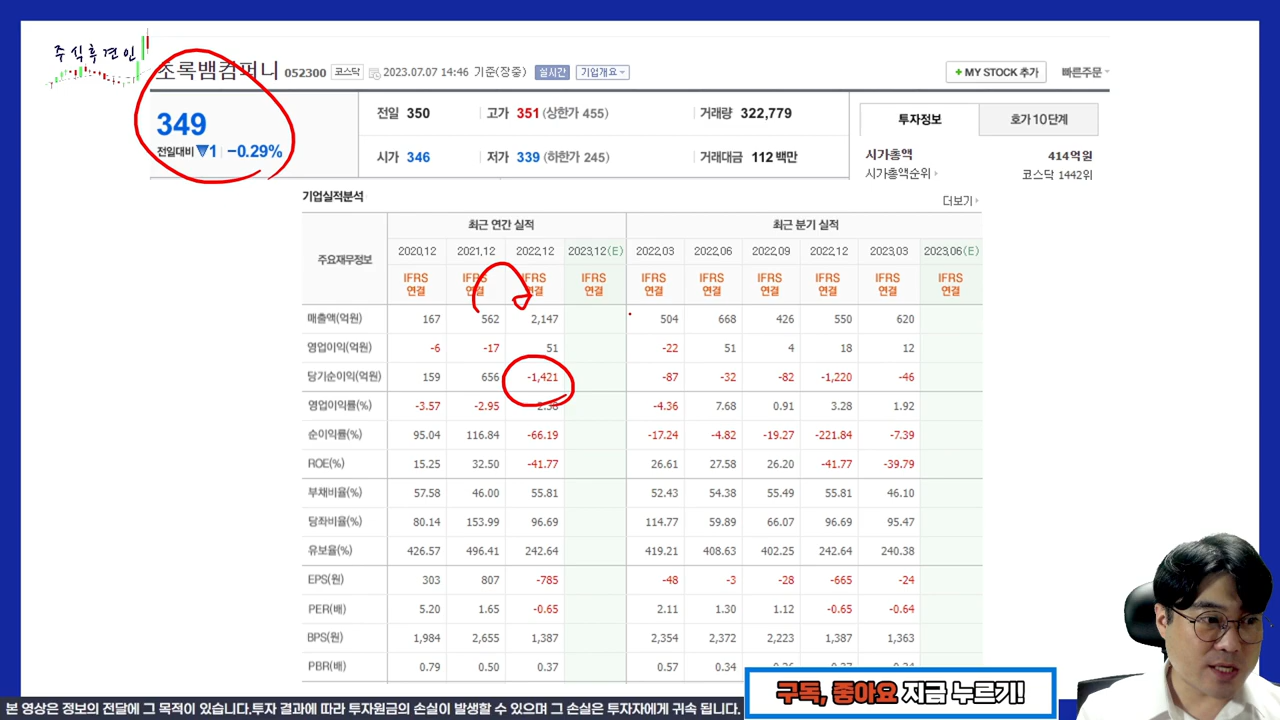 주식후견인
초록뱀컴퍼니 052300 코스닥 2023.07.07 14:46 기준(장중) 실시간 기업개요
+ MY STOCK 추가 빠른주문
349
전일대비 ▼1 -0.29%
전일 350 고가 351 (상한가 455) 거래량 322,779
시가 346 저가 339 (하한가 245) 거래대금 112 백만
투자정보 호가 10단계
시가총액 414억원
시가총액순위 코스닥 1442위
기업실적분석 더보기
주요재무정보 최근 연간 실적 최근 분기 실적
2020.12 2021.12 2022.12 2023.12(E) 2022.03 2022.06 2022.09 2022.12 2023.03 2023.06(E)
IFRS IFRS IFRS IFRS IFRS IFRS IFRS IFRS IFRS IFRS
연결 연결 연결 연결 연결 연결 연결 연결 연결 연결
매출액(억원) 167 562 2,147 504 668 426 550 620
영업이익(억원) -6 -17 51 -22 51 4 18 12
당기순이익(억원) 159 656 -1,421 -87 -32 -82 -1,220 -46
영업이익률(%) -3.57 -2.95 2.38 -4.36 7.68 0.91 3.28 1.92
순이익률(%) 95.04 116.84 -66.19 -17.24 -4.82 -19.27 -221.84 -7.39
ROE(%) 15.25 32.50 -41.77 26.61 27.58 26.20 -41.77 -39.79
부채비율(%) 57.58 46.00 55.81 52.43 54.38 55.49 55.81 46.10
당좌비율(%) 80.14 153.99 96.69 114.77 59.89 66.07 96.69 95.47
유보율(%) 426.57 496.41 242.64 419.21 408.63 402.25 242.64 240.38
EPS(원) 303 807 -785 -48 -3 -28 -665 -24
PER(배) 5.20 1.65 -0.65 2.11 1.30 1.12 -0.65 -0.64
BPS(원) 1,984 2,655 1,387 2,354 2,372 2,223 1,387 1,363
PBR(배) 0.79 0.50 0.37 0.57 0.34
구독, 좋아요 지금 누르기!
본 영상은 정보의 전달에 그 목적이 있습니다.투자 결과에 따라 투자원금의 손실이 발생할 수 있으며 그 손실은 투자자에게 귀속 됩니다.